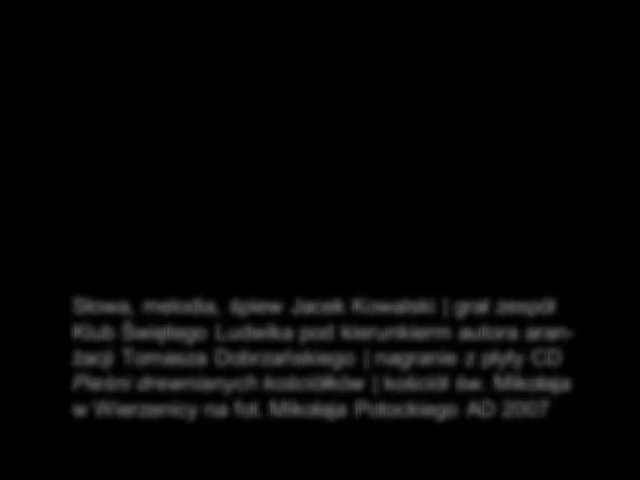 Słowa, melodia, śpiew Jacek Kowalski | grał zespół
Klub Świętego Ludwika pod kierunkiem autora aran-
żacji Tomasza Dobrzańskiego | nagranie z płyty CD
Pieśni drewnianych kościółków | kościół św. Mikołaja
w Wierzenicy na fot. Mikołaja Potockiego AD 2007